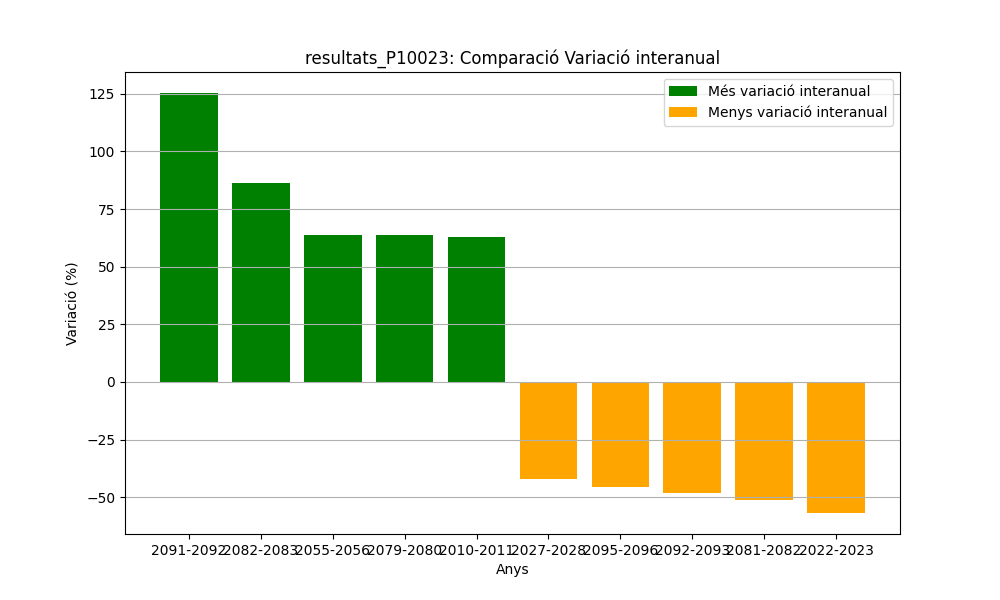 resultats_P10023: Comparació Variació interanual
Més variació interanual
Menys variació interanual
125
100
75
50
25
0
−25
−50
Variació (%)
2091-2092 2082-2083 2055-2056 2079-2080 2010-2011 2027-2028 2095-2096 2092-2093 2081-2082 2022-2023
Anys